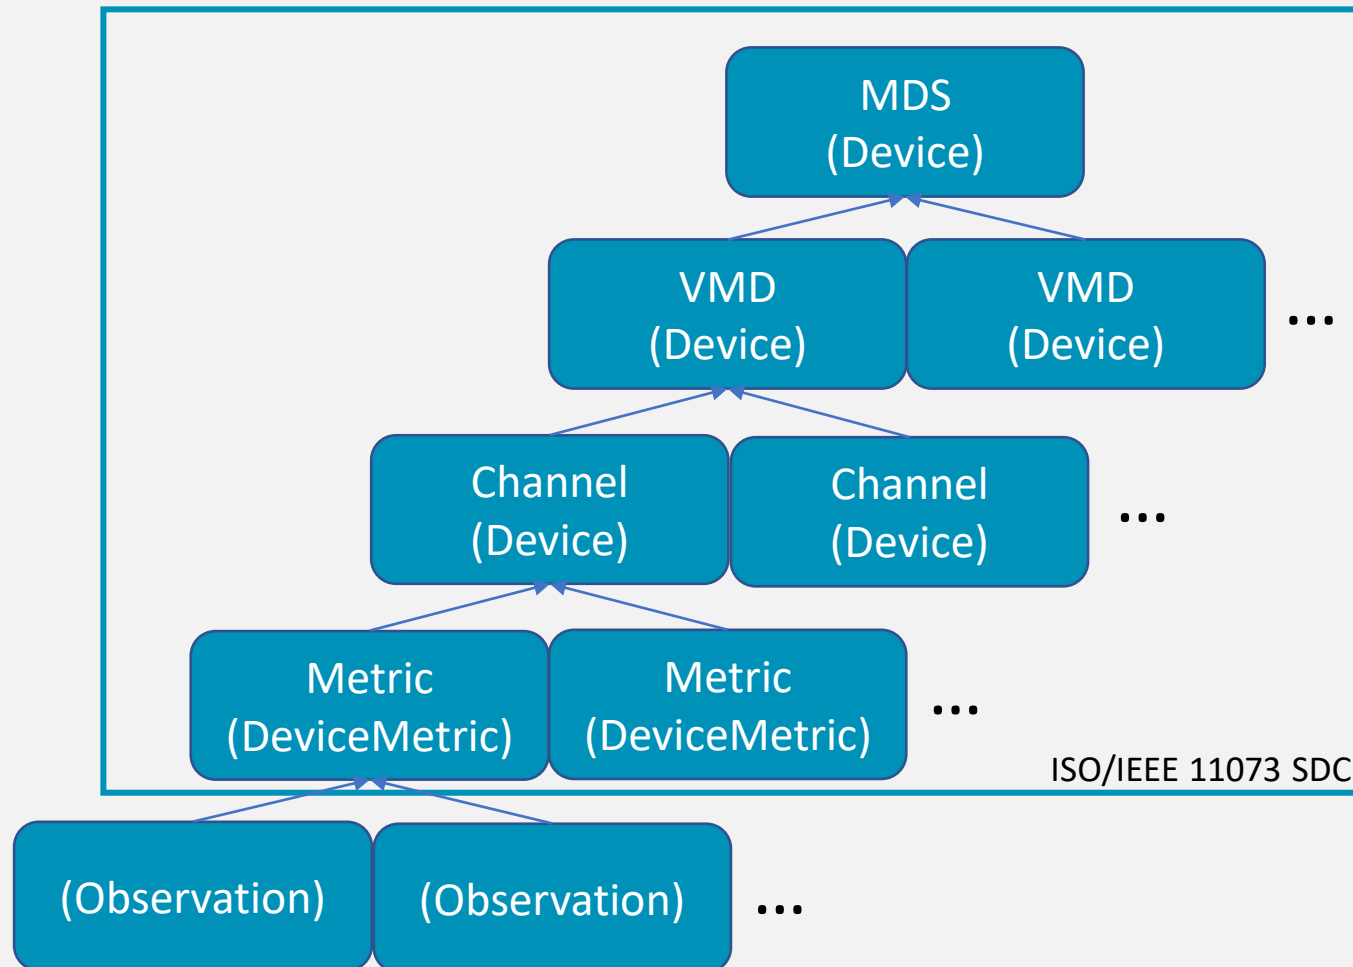 MDS
(Device)
VMD
(Device)
VMD
(Device)
...
Channel
(Device)
Channel
(Device)
...
Metric
(DeviceMetric)
Metric
(DeviceMetric)
...
ISO/IEEE 11073 SDC
(Observation)
(Observation)
...